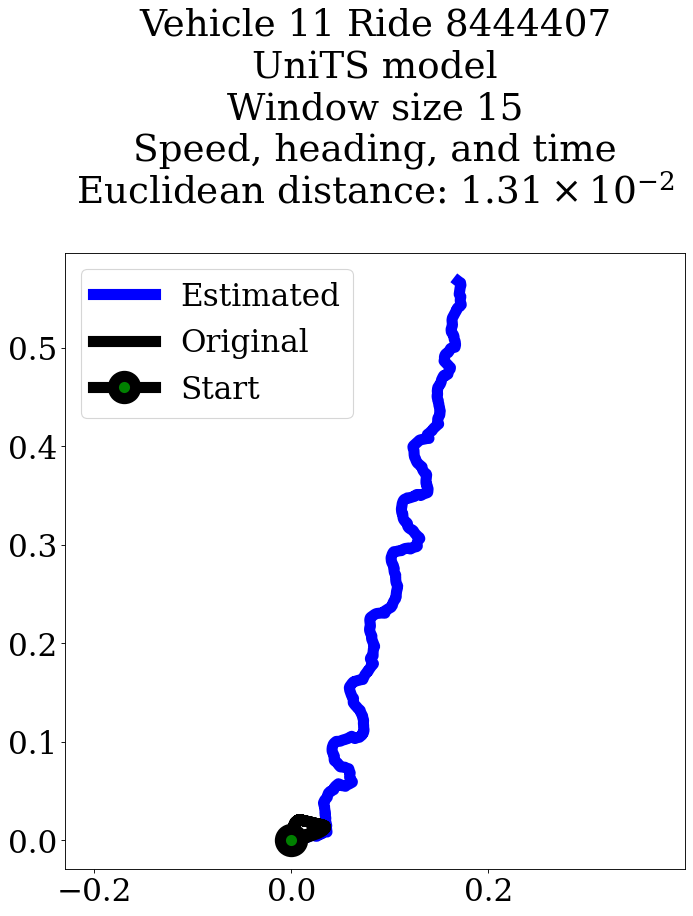 Vehicle 11 Ride 8444407
UniTS model
Window size 15
Speed, heading, and time
Euclidean distance: 1.31 × 10⁻²
Estimated
Original
Start
0.5
0.4
0.3
0.2
0.1
0.0
−0.2 0.0 0.2